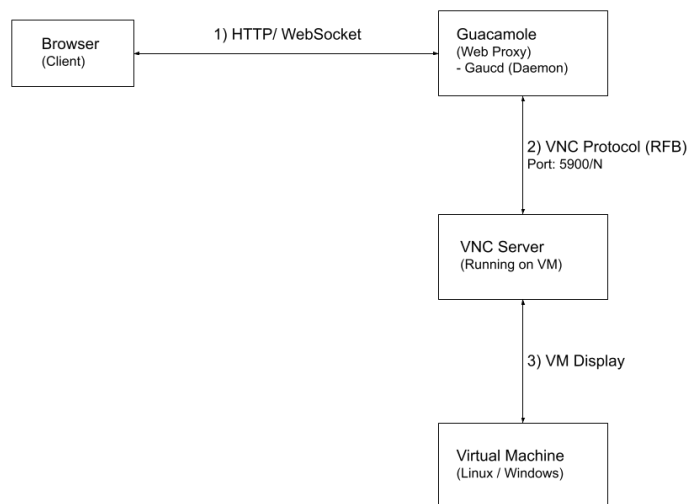 Browser
(Client)
1) HTTP/ WebSocket
Guacamole
(Web Proxy)
- Gaucd (Daemon)
2) VNC Protocol (RFB)
Port: 5900/N
VNC Server
(Running on VM)
3) VM Display
Virtual Machine
(Linux / Windows)